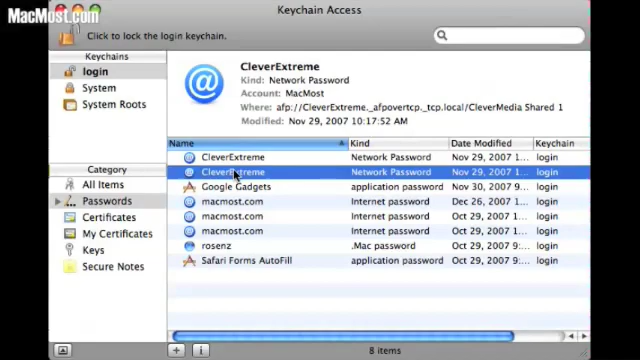 MacMost.com
Keychain Access
Click to lock the login keychain.
Keychains
login
System
System Roots
Category
All Items
Passwords
Certificates
My Certificates
Keys
Secure Notes
CleverExtreme
Kind: Network Password
Account: MacMost
Where: afp://CleverExtreme._afpovertcp._tcp.local/CleverMedia Shared 1
Modified: Nov 29, 2007 10:17:52 AM
Name Kind Date Modified Keychain
CleverExtreme Network Password Nov 29, 2007 1... login
CleverExtreme Network Password Nov 29, 2007 1... login
Google Gadgets application password Nov 30, 2007 9... login
macmost.com Internet password Dec 26, 2007 1... login
macmost.com Internet password Oct 29, 2007 1... login
macmost.com Internet password Oct 29, 2007 1... login
rosenz .Mac password Oct 29, 2007 9:... login
Safari Forms AutoFill application password Oct 29, 2007 9:... login
8 items